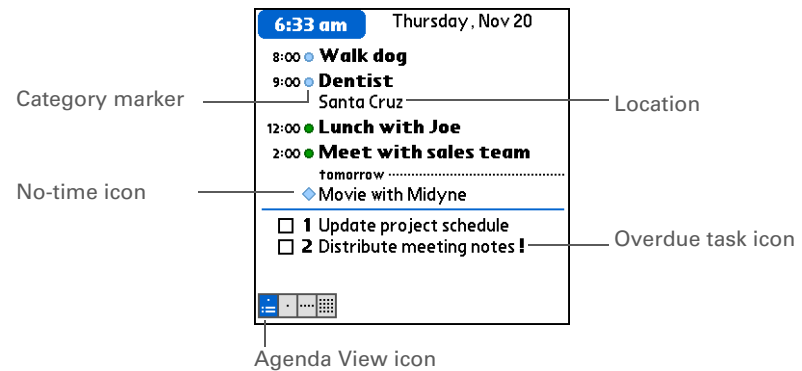 6:33 am Thursday, Nov 20
8:00 Walk dog
9:00 Dentist
Category marker
Santa Cruz
Location
12:00 Lunch with Joe
2:00 Meet with sales team
tomorrow
No-time icon
Movie with Midyne
1 Update project schedule
2 Distribute meeting notes !
Overdue task icon
Agenda View icon